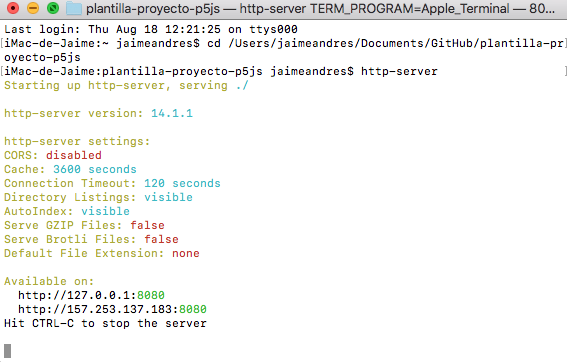 plantilla-proyecto-p5js — http-server TERM_PROGRAM=Apple_Terminal — 80...
Last login: Thu Aug 18 12:21:25 on ttys000
[iMac-de-Jaime:~ jaimeandres$ cd /Users/jaimeandres/Documents/GitHub/plantilla-pr]
oyecto-p5js
[iMac-de-Jaime:plantilla-proyecto-p5js jaimeandres$ http-server ]
Starting up http-server, serving ./
http-server version: 14.1.1
http-server settings:
CORS: disabled
Cache: 3600 seconds
Connection Timeout: 120 seconds
Directory Listings: visible
AutoIndex: visible
Serve GZIP Files: false
Serve Brotli Files: false
Default File Extension: none
Available on:
http://127.0.0.1:8080
http://157.253.137.183:8080
Hit CTRL-C to stop the server